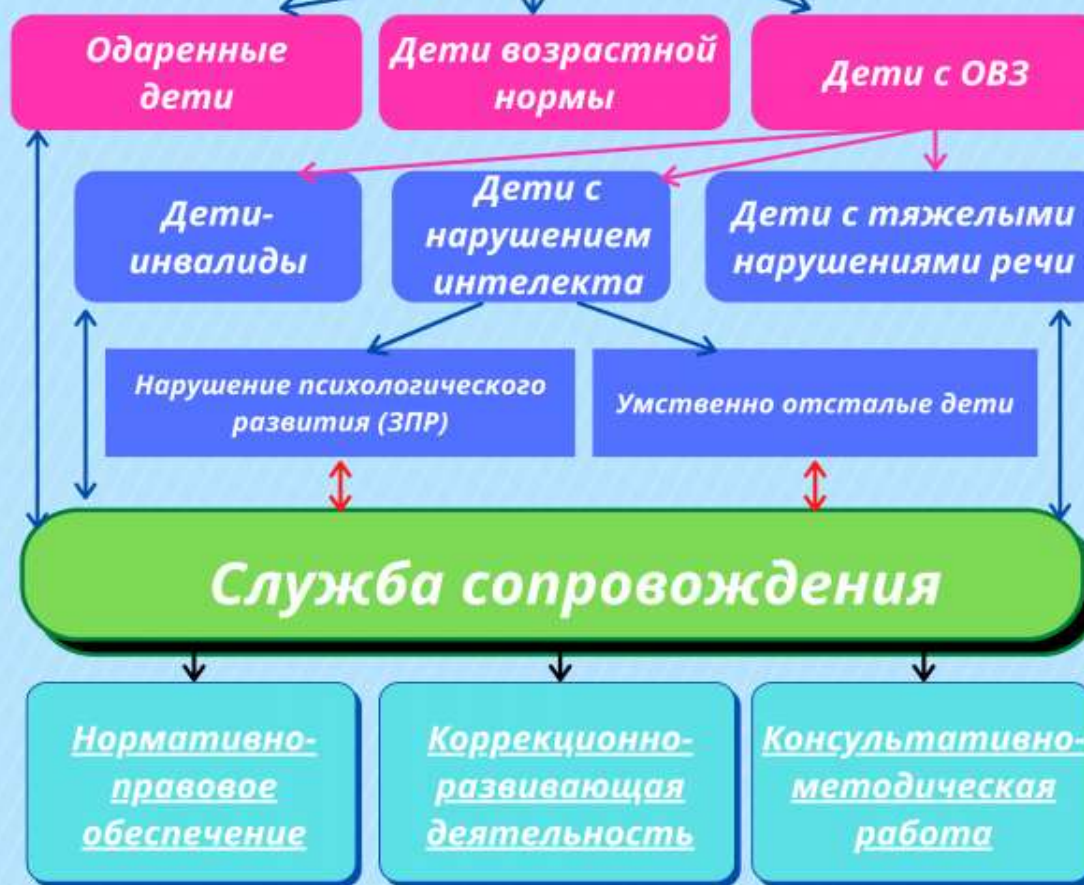 Одаренные
дети
Дети возрастной
нормы
Дети с ОВЗ
Дети-
инвалиды
Дети с
нарушением
интелекта
Дети с тяжелыми
нарушениями речи
Нарушение психологического
развития (ЗПР)
Умственно отсталые дети
Служба сопровождения
Нормативно-
правовое
обеспечение
Коррекционно-
развивающая
деятельность
Консультативно-
методическая
работа